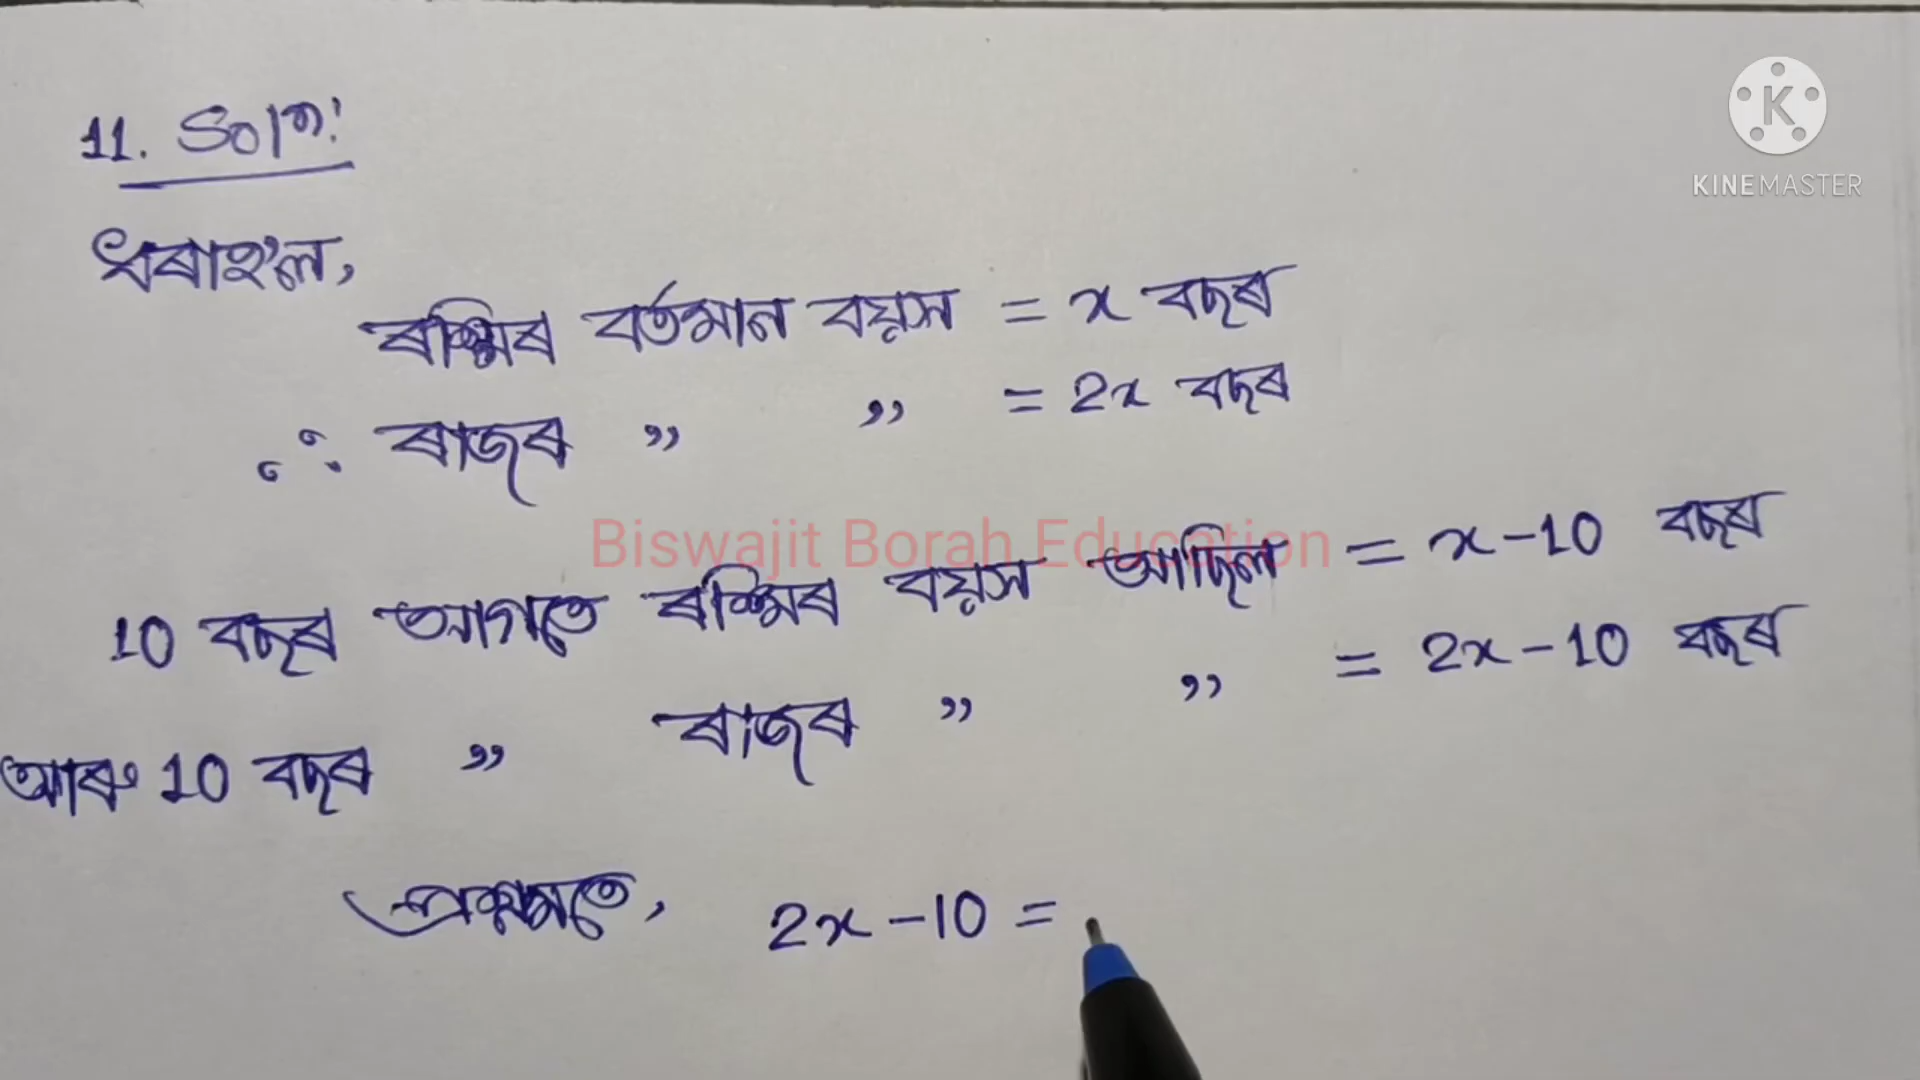 11. Soln:
KINEMASTER
ধৰাহ'ল,
ৰশ্মিৰ বৰ্তমান বয়স = x বছৰ
∴ ৰাজৰ " " = 2x বছৰ
Biswajit Borah Education
10 বছৰ আগতে ৰশ্মিৰ বয়স আছিল = x-10 বছৰ
আৰু 10 বছৰ " ৰাজৰ " " = 2x-10 বছৰ
প্ৰশ্নমতে, 2x-10 =